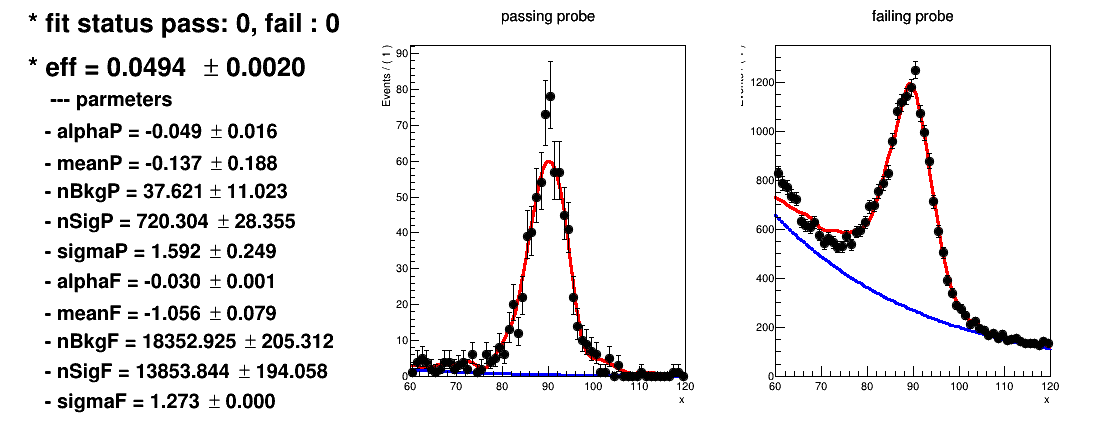 * fit status pass: 0, fail : 0
* eff = 0.0494 ± 0.0020
--- parmeters
- alphaP = -0.049 ± 0.016
- meanP = -0.137 ± 0.188
- nBkgP = 37.621 ± 11.023
- nSigP = 720.304 ± 28.355
- sigmaP = 1.592 ± 0.249
- alphaF = -0.030 ± 0.001
- meanF = -1.056 ± 0.079
- nBkgF = 18352.925 ± 205.312
- nSigF = 13853.844 ± 194.058
- sigmaF = 1.273 ± 0.000
passing probe
Events / ( 1 )
90
80
70
60
50
40
30
20
10
0
60 70 80 90 100 110 120
x
failing probe
1200
1000
800
600
400
200
0
60 70 80 90 100 110 120
x